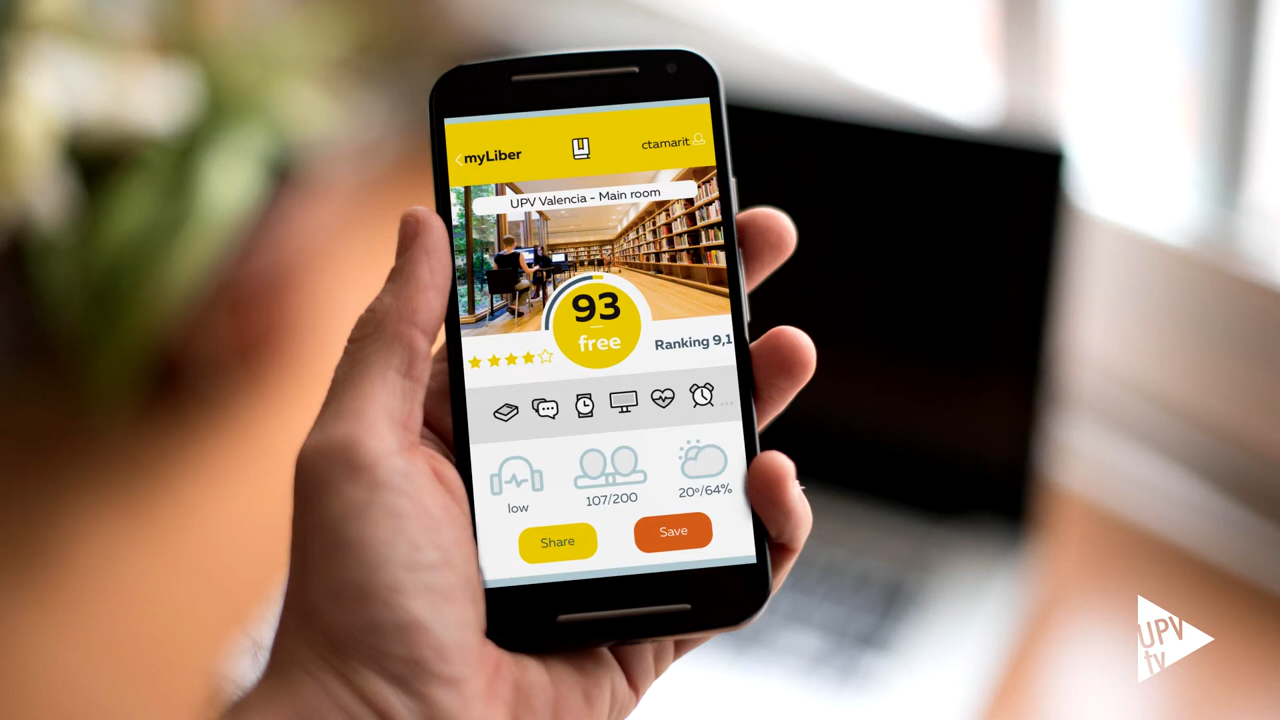 myLiber
ctamarit
UPV Valencia - Main room
93
free
Ranking 9,1
low
107/200
20º/64%
Share
Save
UPV
tv